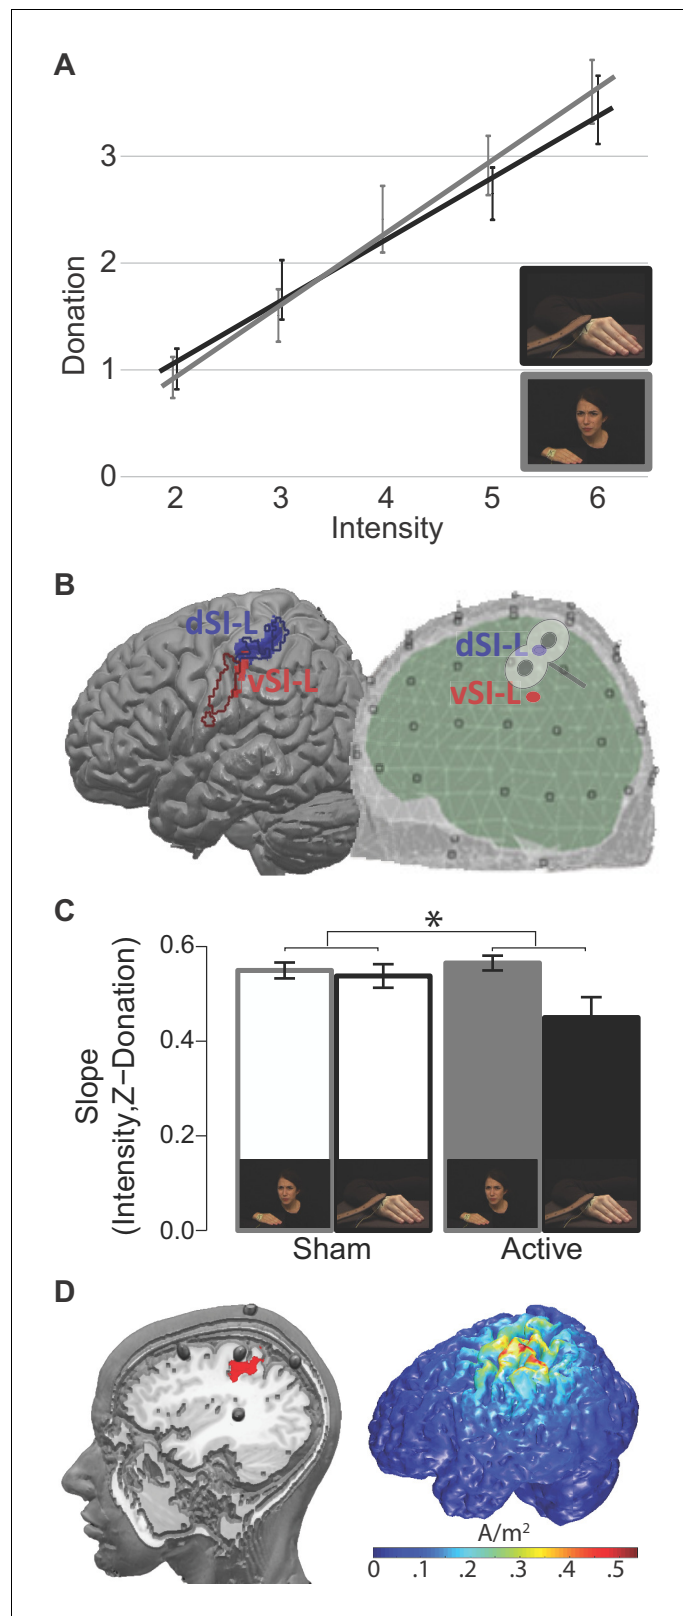 A
Donation
3
2
1
0
2 3 4 5 6
Intensity
B
dSI-L
vSI-L
dSI-L
vSI-L
C
Slope
(Intensity,Z−Donation)
0.6
0.4
0.2
0.0
*
Sham Active
D
A/m²
0 .1 .2 .3 .4 .5